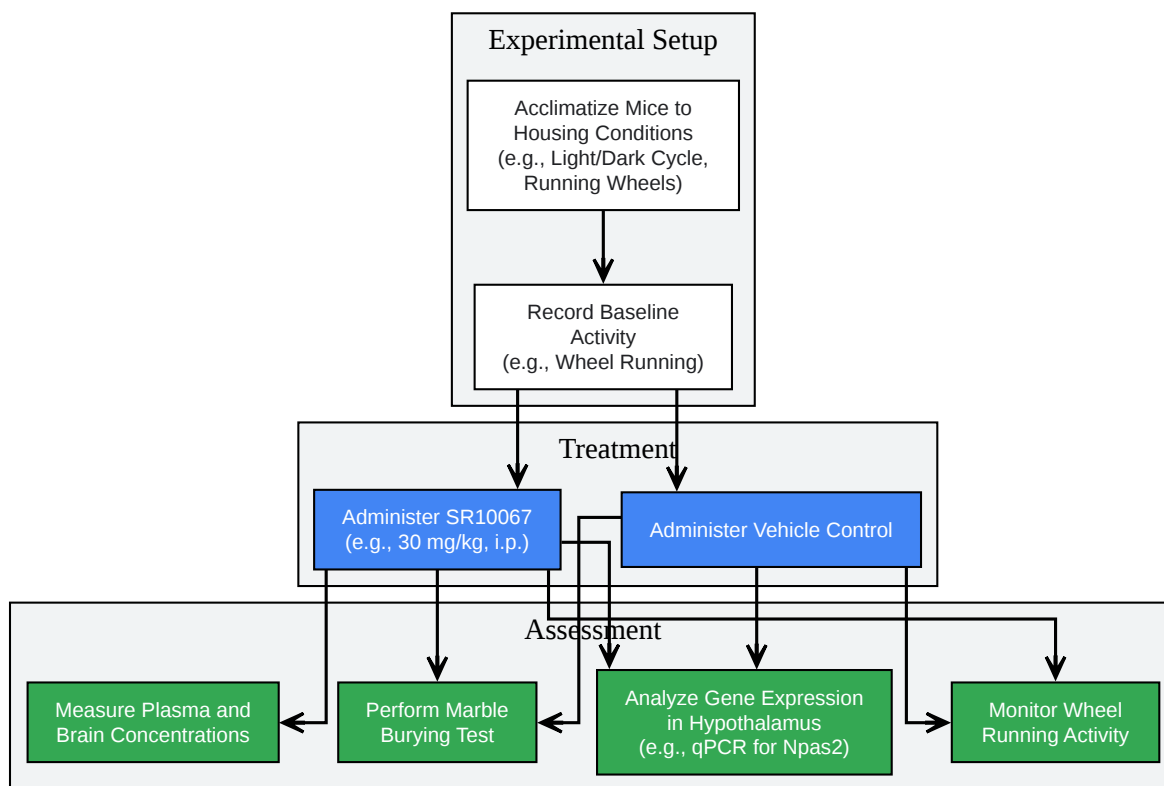 Experimental Setup
Acclimatize Mice to
Housing Conditions
(e.g., Light/Dark Cycle,
Running Wheels)
Record Baseline
Activity
(e.g., Wheel Running)
Treatment
Administer SR10067
(e.g., 30 mg/kg, i.p.)
Administer Vehicle Control
Assessment
Measure Plasma and
Brain Concentrations
Perform Marble
Burying Test
Analyze Gene Expression
in Hypothalamus
(e.g., qPCR for Npas2)
Monitor Wheel
Running Activity